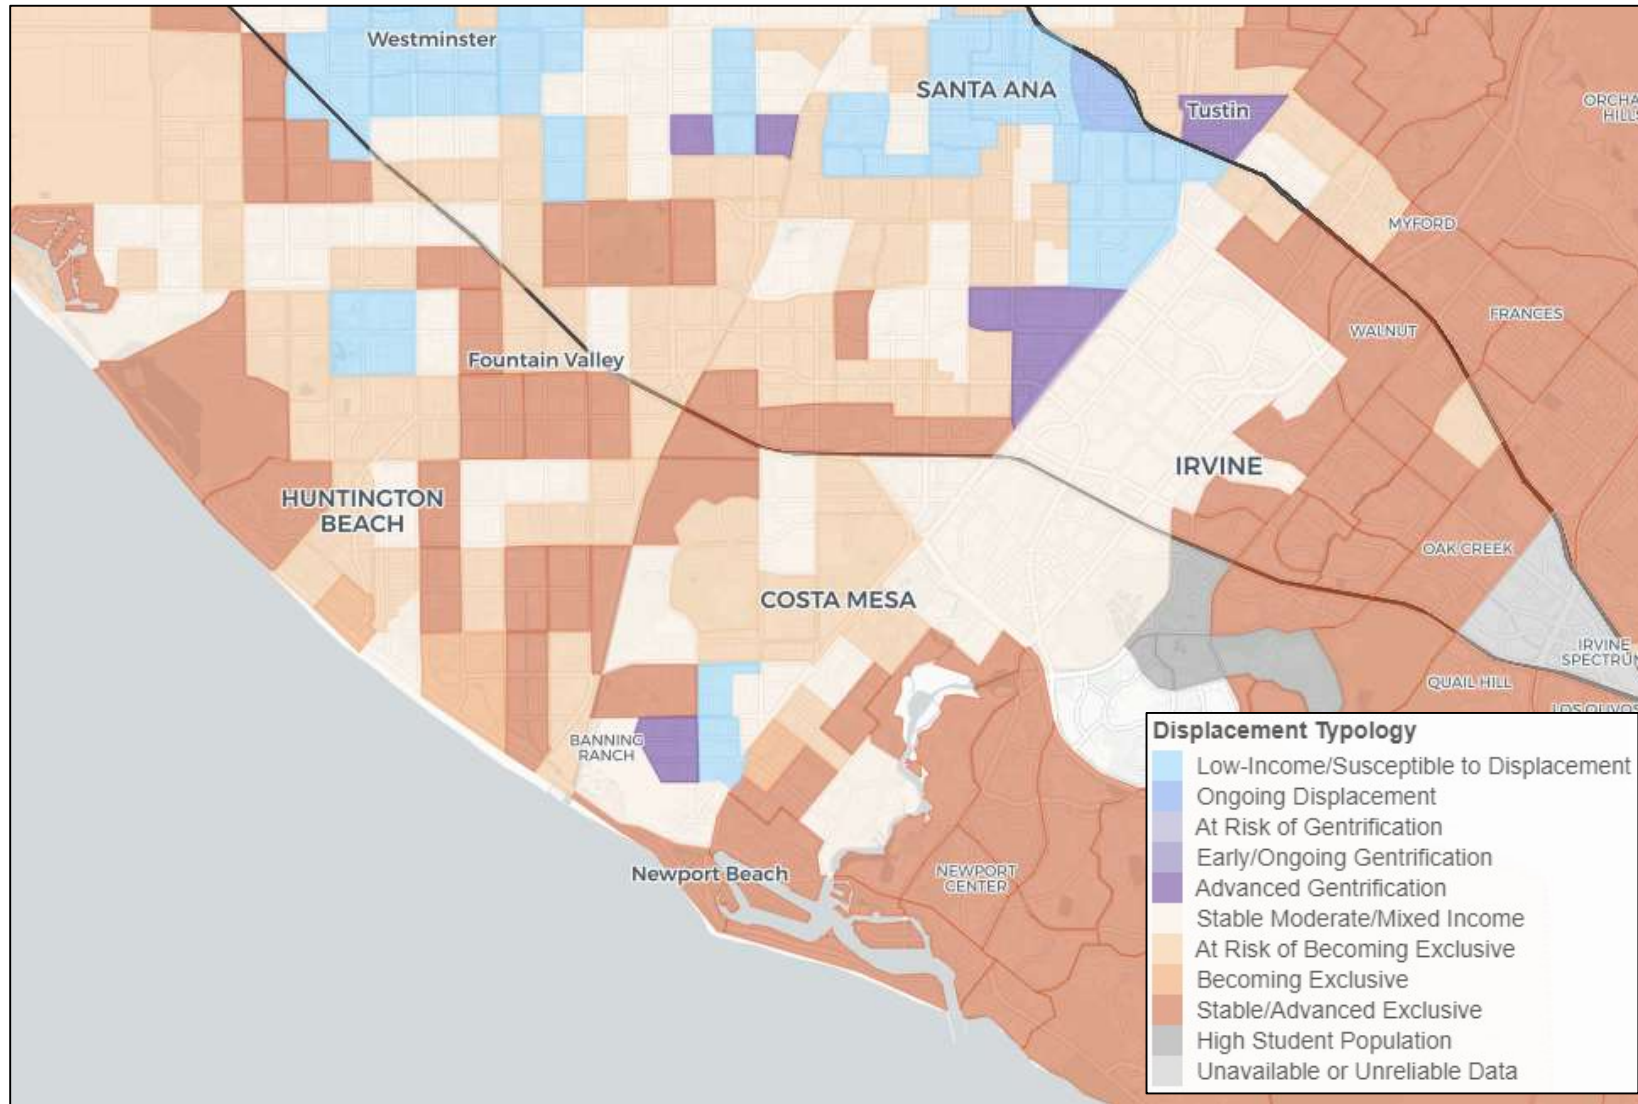 Westminster
SANTA ANA
Tustin
MYFORD
FRANCES
WALNUT
Fountain Valley
IRVINE
HUNTINGTON
BEACH
OAK CREEK
COSTA MESA
IRVINE
QUAIL HILL
BANNING
RANCH
Newport Beach
NEWPORT
CENTER
Displacement Typology
Low-Income/Susceptible to Displacement
Ongoing Displacement
At Risk of Gentrification
Early/Ongoing Gentrification
Advanced Gentrification
Stable Moderate/Mixed Income
At Risk of Becoming Exclusive
Becoming Exclusive
Stable/Advanced Exclusive
High Student Population
Unavailable or Unreliable Data